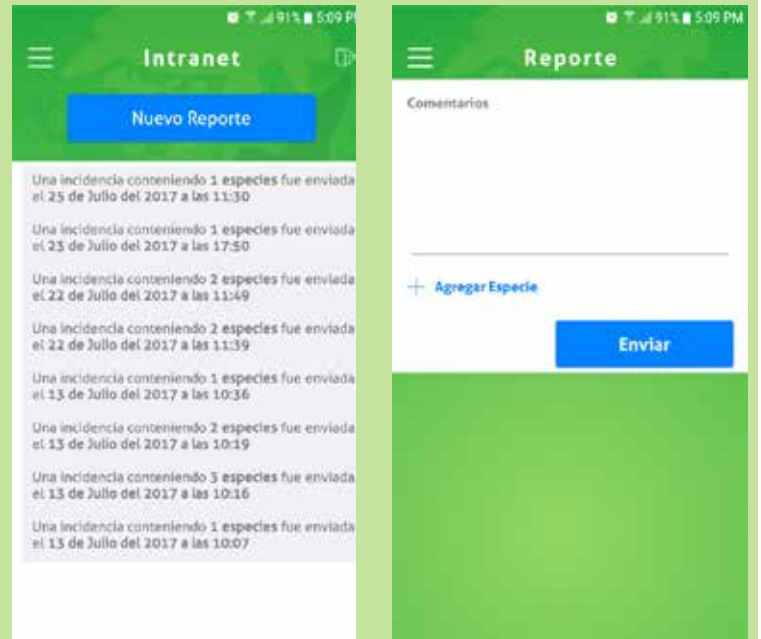 91% 5:09 P
Intranet
Nuevo Reporte
Una incidencia conteniendo 1 especies fue enviada
el 25 de Julio del 2017 a las 11:30
Una incidencia conteniendo 1 especies fue enviada
el 23 de Julio del 2017 a las 17:50
Una incidencia conteniendo 2 especies fue enviada
el 22 de Julio del 2017 a las 11:49
Una incidencia conteniendo 2 especies fue enviada
el 22 de Julio del 2017 a las 11:39
Una incidencia conteniendo 1 especies fue enviada
el 13 de Julio del 2017 a las 10:36
Una incidencia conteniendo 2 especies fue enviada
el 13 de Julio del 2017 a las 10:19
Una incidencia conteniendo 3 especies fue enviada
el 13 de Julio del 2017 a las 10:16
Una incidencia conteniendo 1 especies fue enviada
el 13 de Julio del 2017 a las 10:07
91% 5:09 PM
Reporte
Comentarios
+ Agregar Especie
Enviar